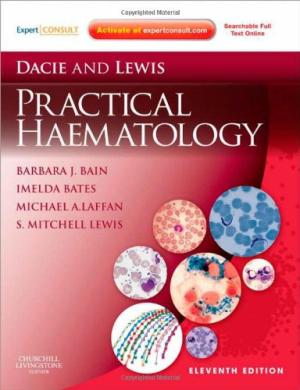 Expert CONSULT
Activate at expertconsult.com
Searchable Full
Text Online
DACIE AND LEWIS
PRACTICAL
HAEMATOLOGY
BARBARA J. BAIN
IMELDA BATES
MICHAEL A.LAFFAN
S. MITCHELL LEWIS
CHURCHILL
LIVINGSTONE
ELSEVIER
ELEVENTH EDITION